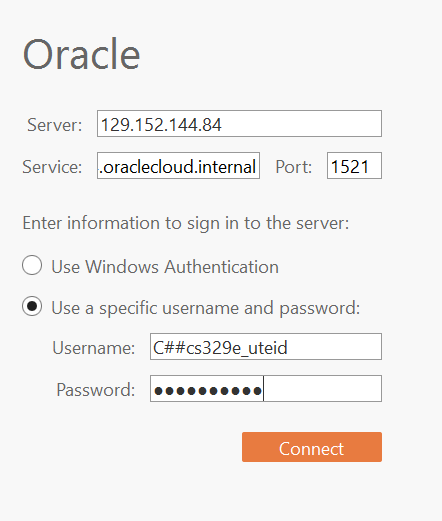 Oracle
Server: 129.152.144.84
Service: .oraclecloud.internal Port: 1521
Enter information to sign in to the server:
Use Windows Authentication
Use a specific username and password:
Username: C##cs329e_uteid
Password: ●●●●●●●●●●
Connect